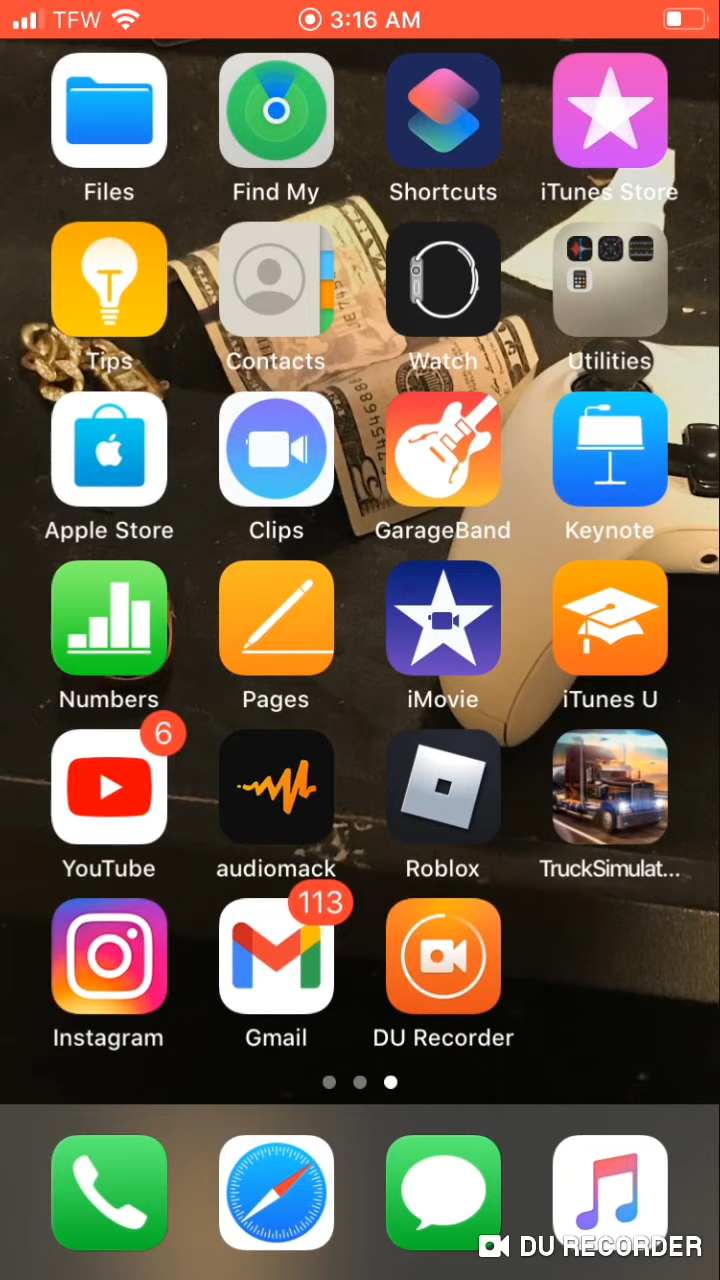 TFW 3:16 AM
Files Find My Shortcuts iTunes Store
Tips Contacts Watch Utilities
Apple Store Clips GarageBand Keynote
Numbers Pages iMovie iTunes U
6
YouTube audiomack Roblox TruckSimulat...
113
Instagram Gmail DU Recorder
DU RECORDER